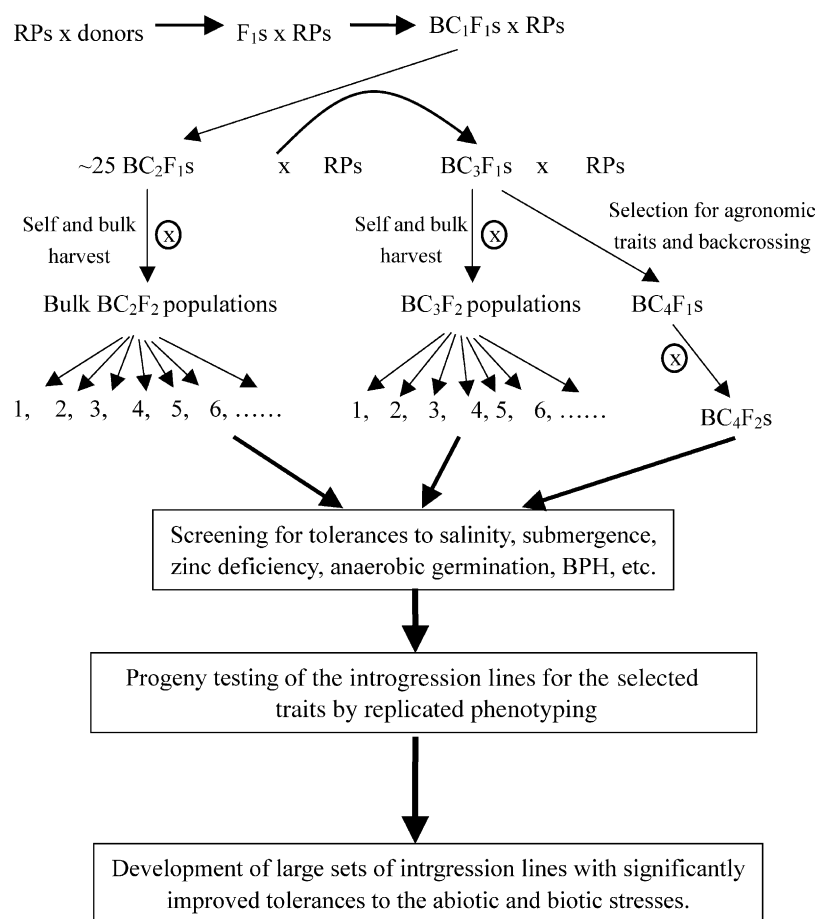 RPs x donors F₁s x RPs BC₁F₁s x RPs
~25 BC₂F₁s x RPs BC₃F₁s x RPs
Self and bulk
harvest
x
Self and bulk
harvest
x
Selection for agronomic
traits and backcrossing
Bulk BC₂F₂ populations BC₃F₂ populations BC₄F₁s
x
1, 2, 3, 4, 5, 6, …… 1, 2, 3, 4, 5, 6, ……
BC₄F₂s
Screening for tolerances to salinity, submergence,
zinc deficiency, anaerobic germination, BPH, etc.
Progeny testing of the introgression lines for the selected
traits by replicated phenotyping
Development of large sets of intrgression lines with significantly
improved tolerances to the abiotic and biotic stresses.